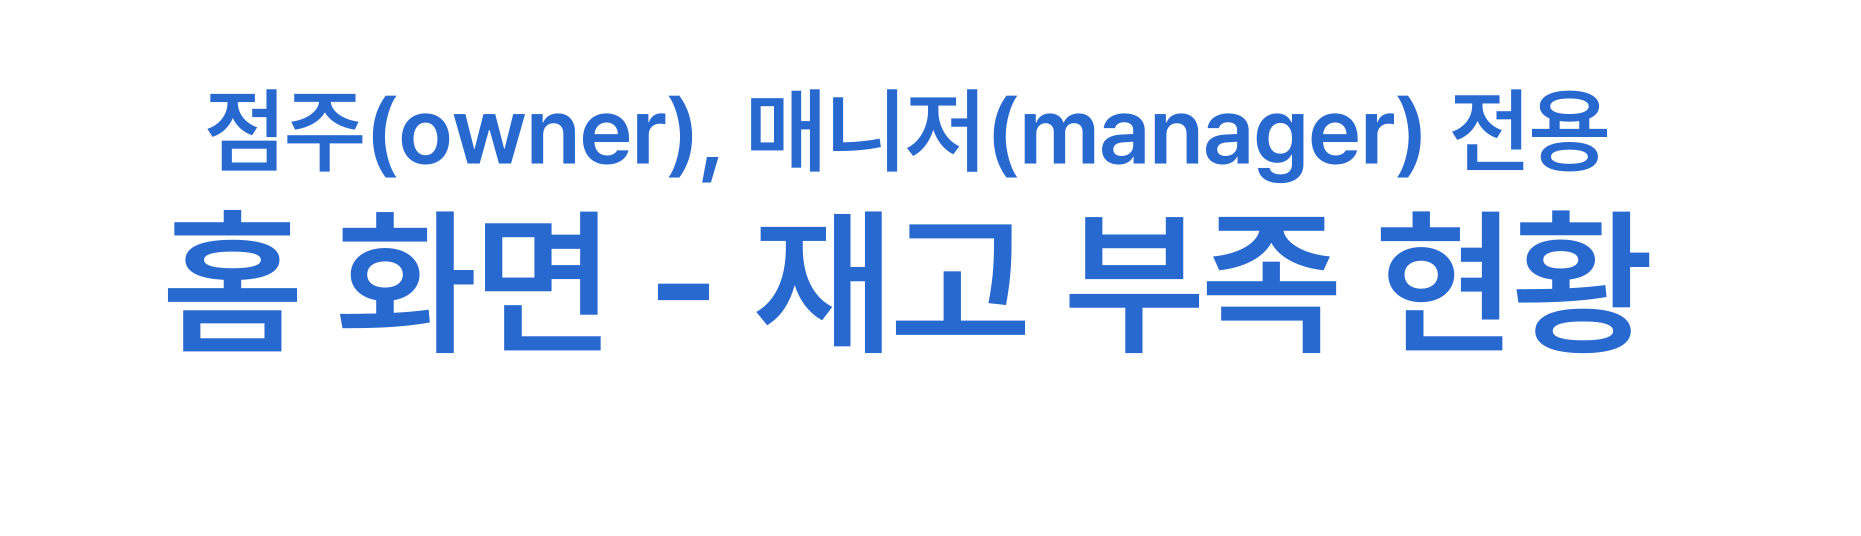 점주(owner), 매니저(manager) 전용
홈 화면 - 재고 부족 현황